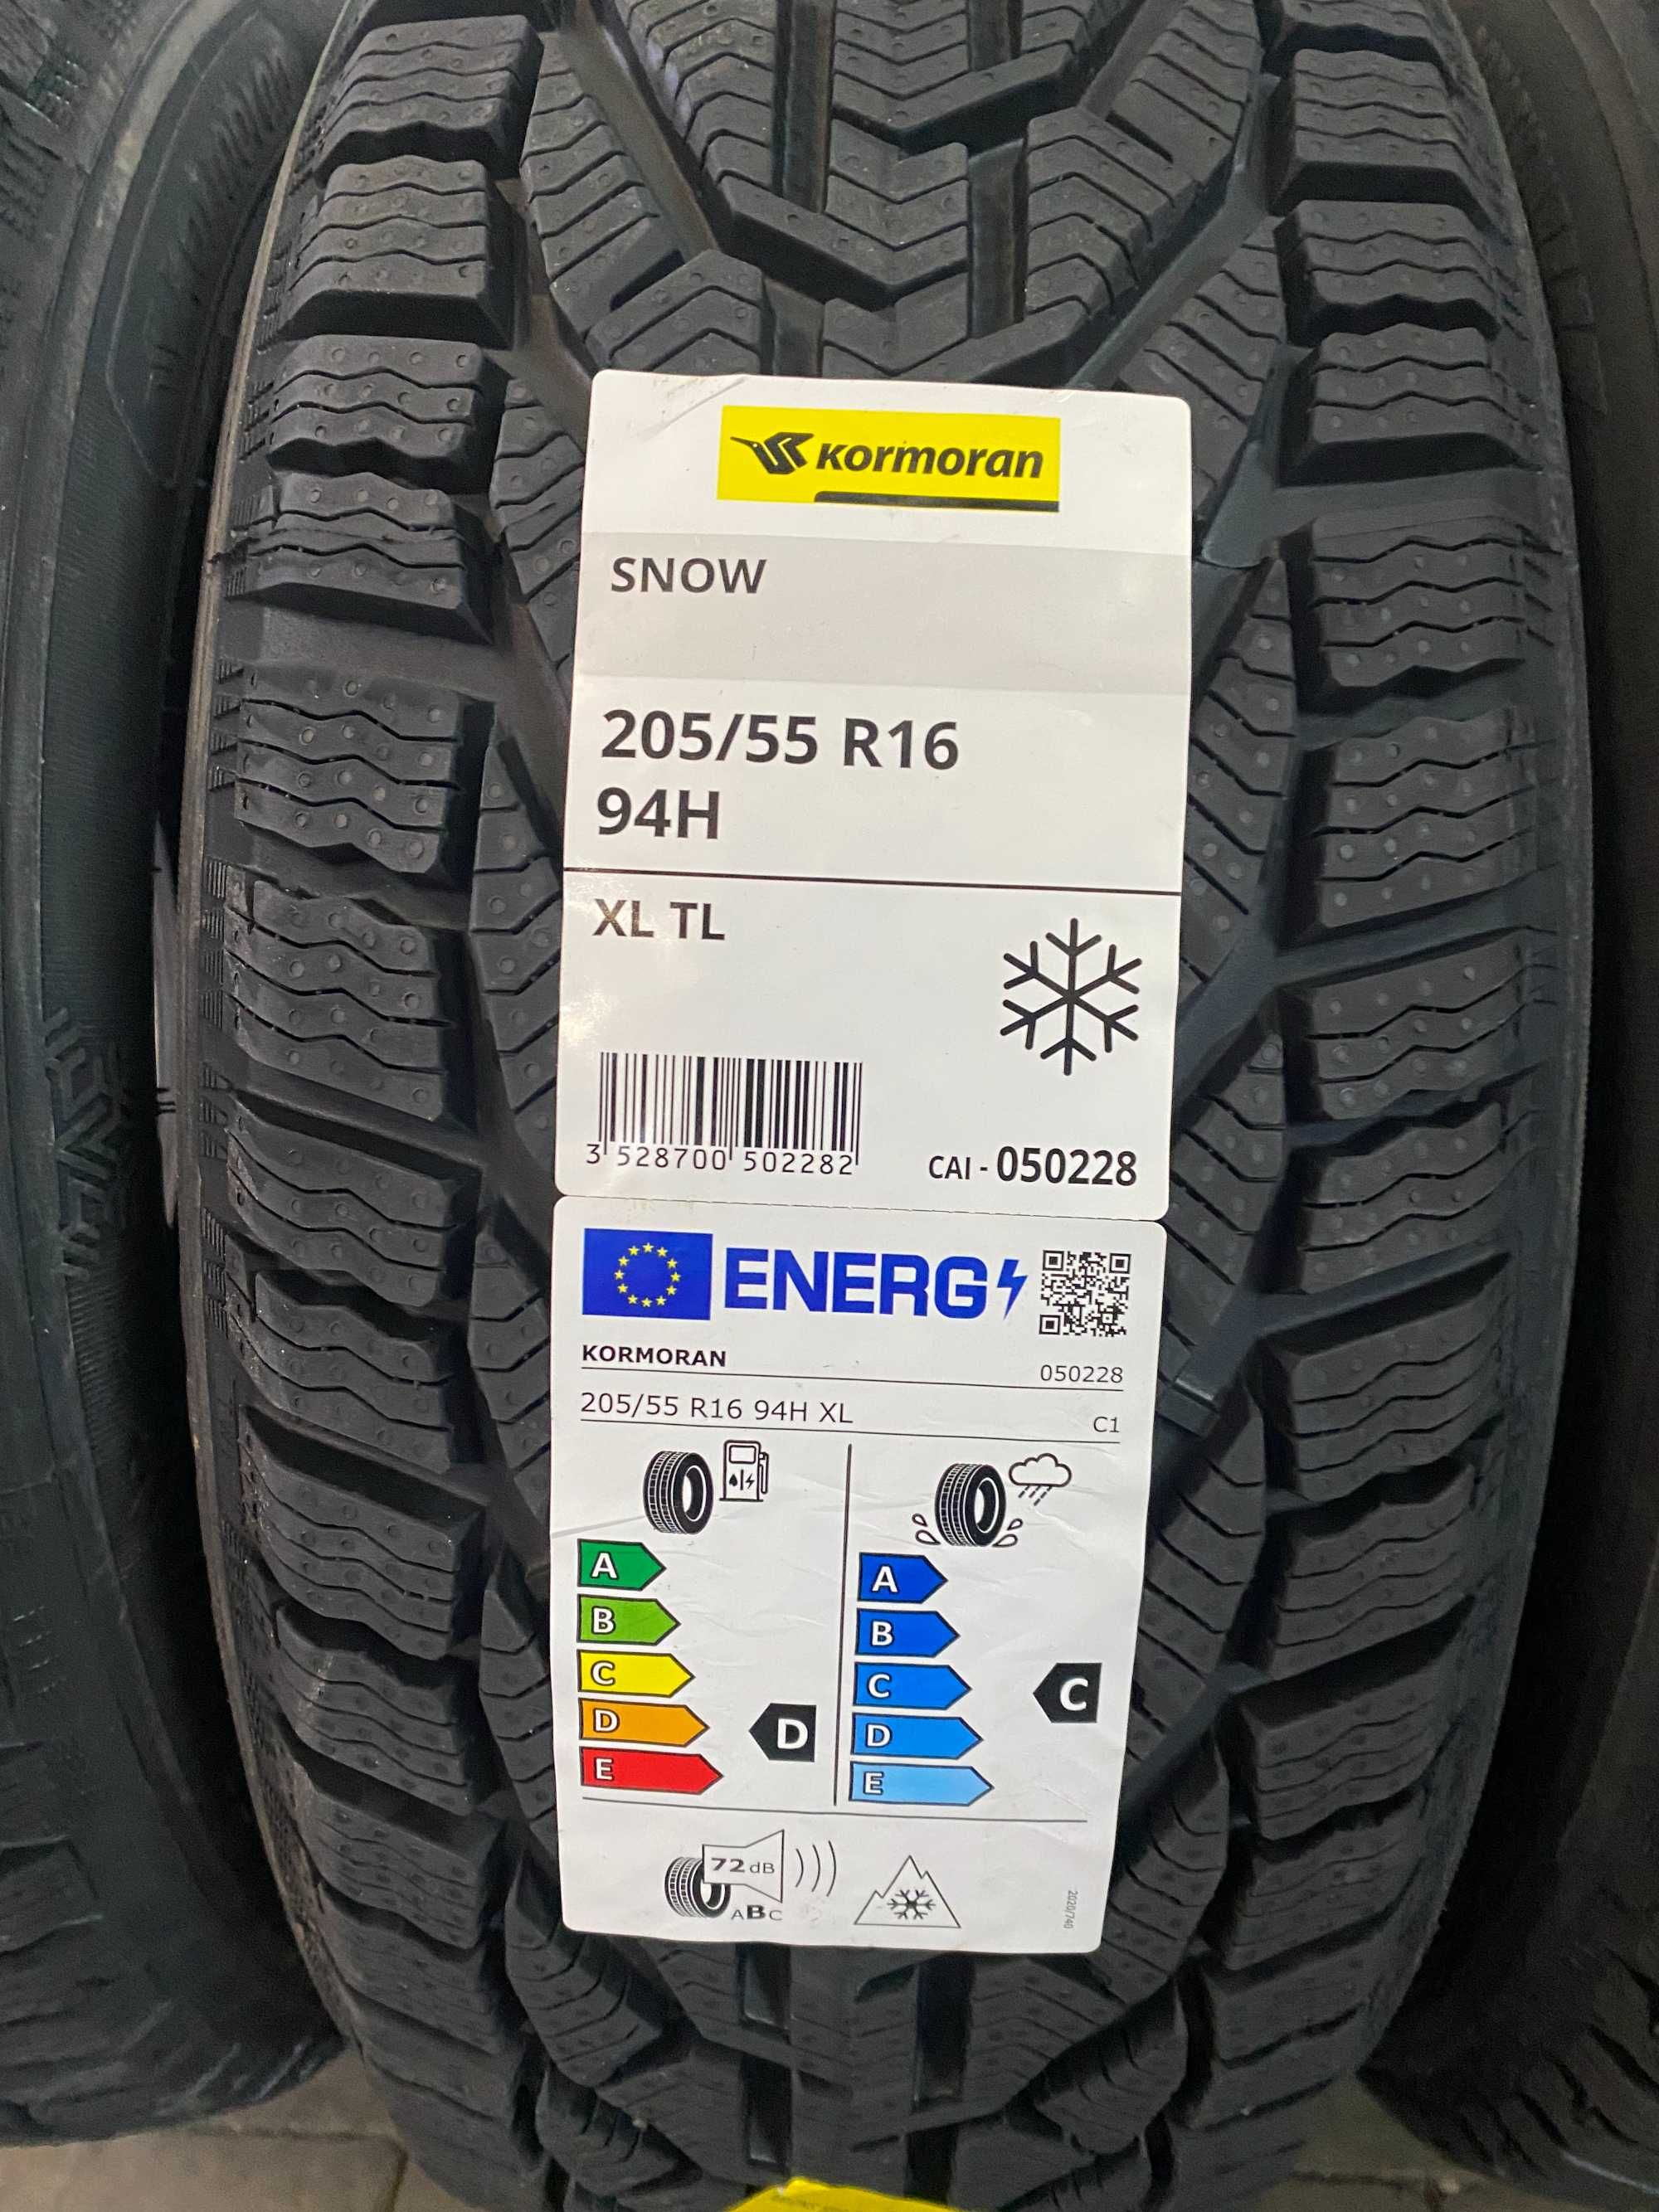 Kormoran
SNOW
205/55 R16
94H
XL TL
3 528700 502282
CAI - 050228
ENERG
KORMORAN
050228
205/55 R16 94H XL
C1
A
A
B
B
C
C
C
D
D
D
E
E
72 dB
ABC
2020/740